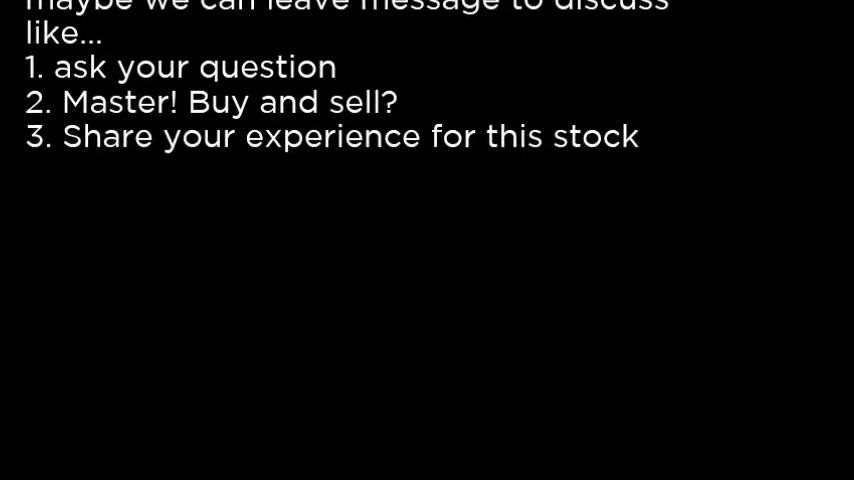 maybe we can leave message to discuss
like...
1. ask your question
2. Master! Buy and sell?
3. Share your experience for this stock